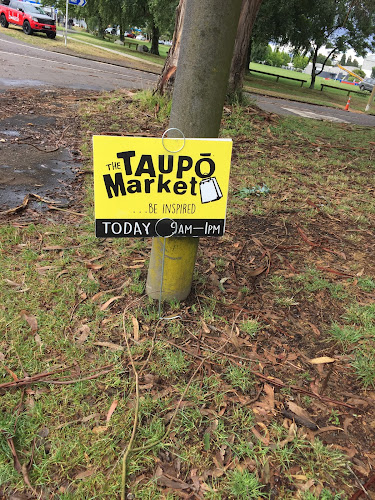 THE TAUPŌ
Market
...BE INSPIRED
TODAY 9AM—1PM